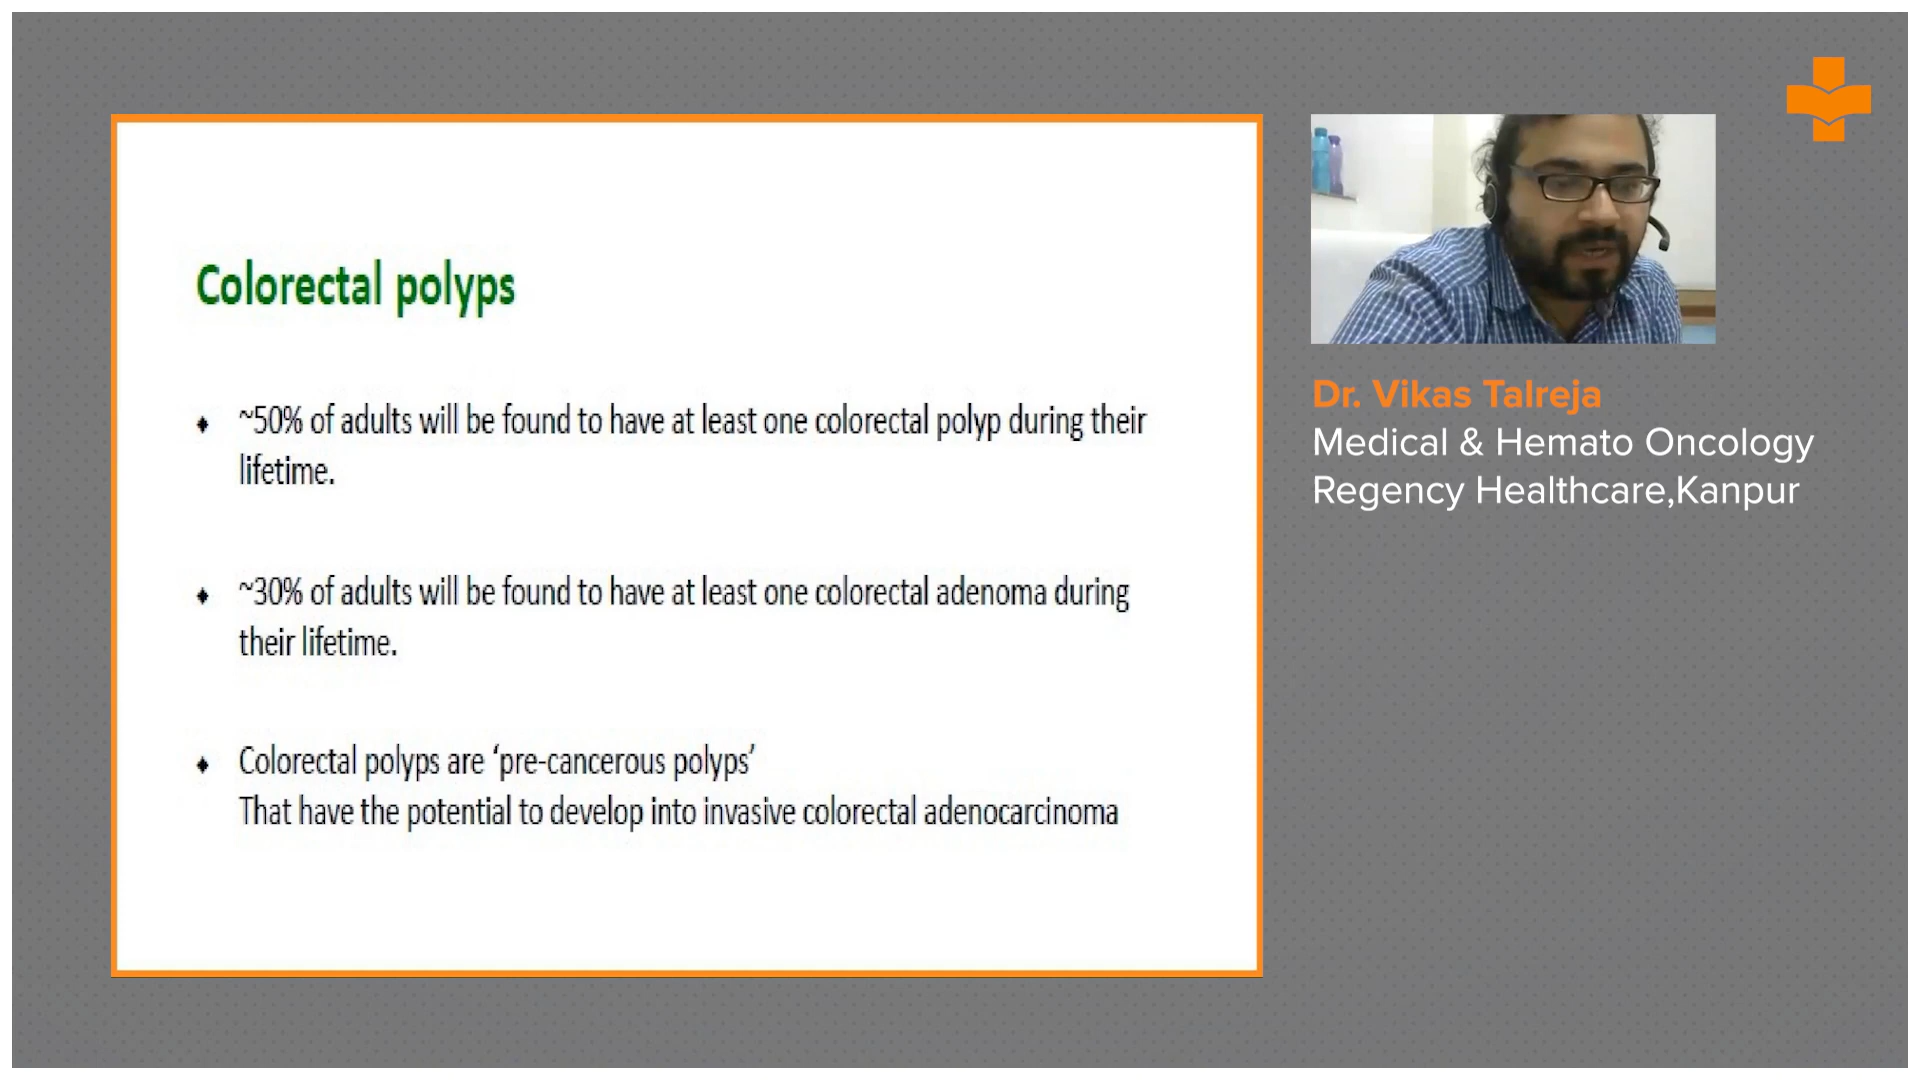 Colorectal polyps
~50% of adults will be found to have at least one colorectal polyp during their
lifetime.
~30% of adults will be found to have at least one colorectal adenoma during
their lifetime.
Colorectal polyps are ‘pre-cancerous polyps’
That have the potential to develop into invasive colorectal adenocarcinoma
Dr. Vikas Talreja
Medical & Hemato Oncology
Regency Healthcare,Kanpur